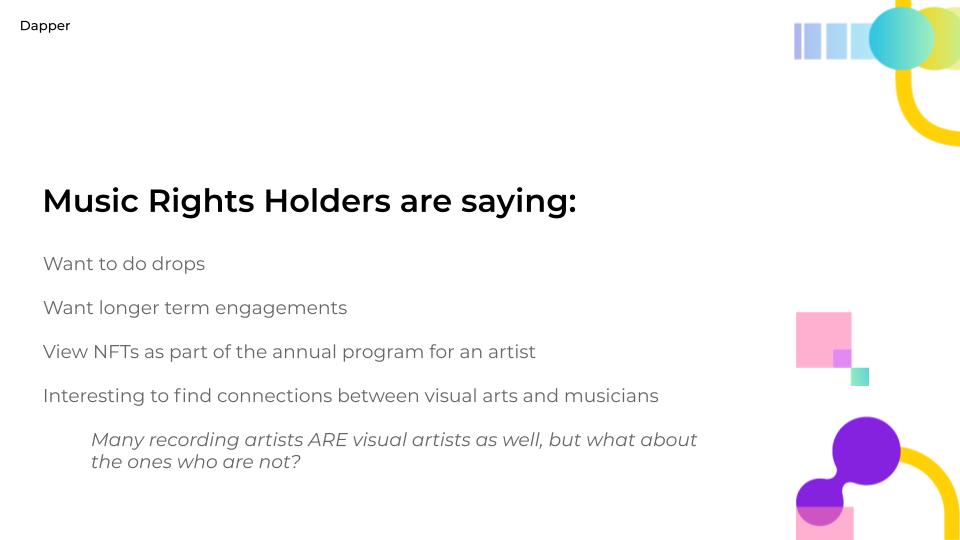 Dapper
Music Rights Holders are saying:
Want to do drops
Want longer term engagements
View NFTs as part of the annual program for an artist
Interesting to find connections between visual arts and musicians
Many recording artists ARE visual artists as well, but what about
the ones who are not?